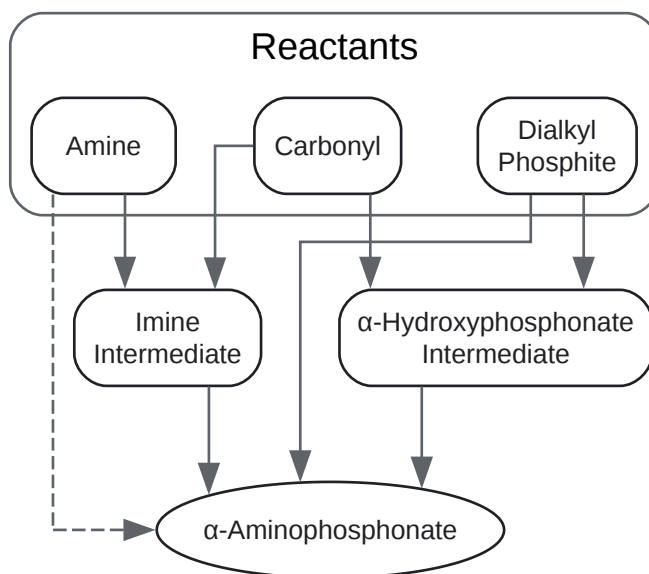 Reactants
Amine
Carbonyl
Dialkyl
Phosphite
Imine
Intermediate
α-Hydroxyphosphonate
Intermediate
α-Aminophosphonate